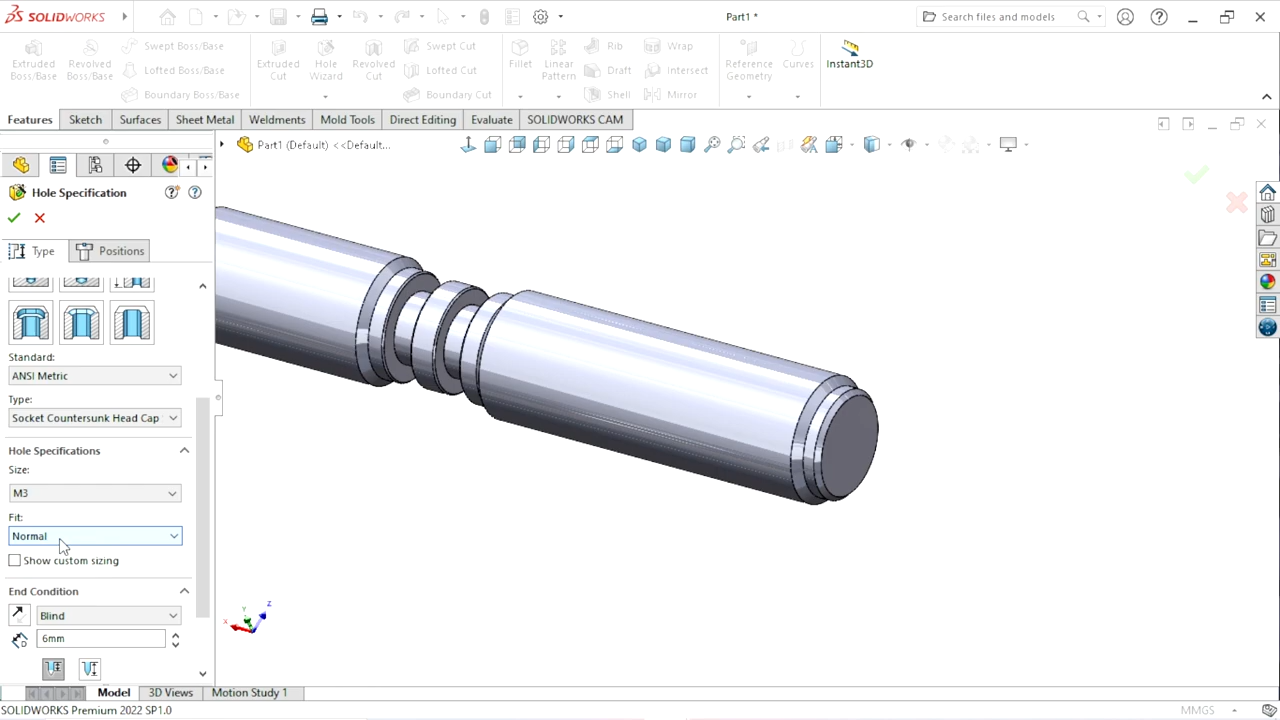 SOLIDWORKS
Part1 *
Search files and models
Extruded Boss/Base
Revolved Boss/Base
Swept Boss/Base
Lofted Boss/Base
Boundary Boss/Base
Extruded Cut
Hole Wizard
Revolved Cut
Swept Cut
Lofted Cut
Boundary Cut
Fillet
Linear Pattern
Rib
Draft
Shell
Wrap
Intersect
Mirror
Reference Geometry
Curves
Instant3D
Features
Sketch
Surfaces
Sheet Metal
Weldments
Mold Tools
Direct Editing
Evaluate
SOLIDWORKS CAM
Part1 (Default) <<Default...
Hole Specification
Type
Positions
Standard:
ANSI Metric
Type:
Socket Countersunk Head Cap
Hole Specifications
Size:
M3
Fit:
Normal
Show custom sizing
End Condition
Blind
6mm
X
Y
Z
Model
3D Views
Motion Study 1
SOLIDWORKS Premium 2022 SP1.0
MMGS